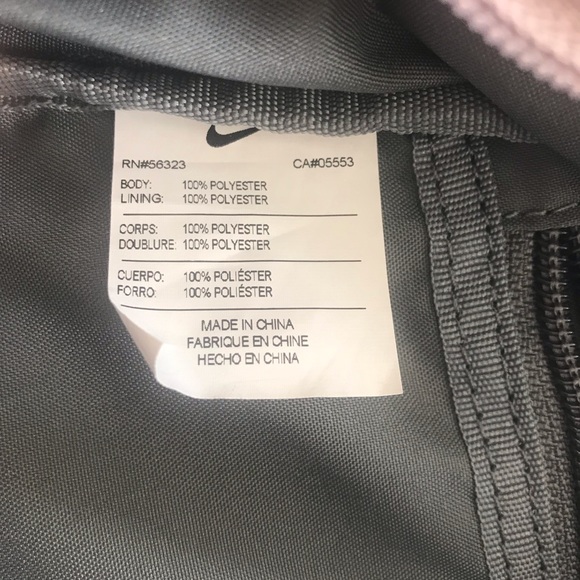 RN#56323 CA#05553
BODY: 100% POLYESTER
LINING: 100% POLYESTER
CORPS: 100% POLYESTER
DOUBLURE: 100% POLYESTER
CUERPO: 100% POLIÉSTER
FORRO: 100% POLIÉSTER
MADE IN CHINA
FABRIQUE EN CHINE
HECHO EN CHINA